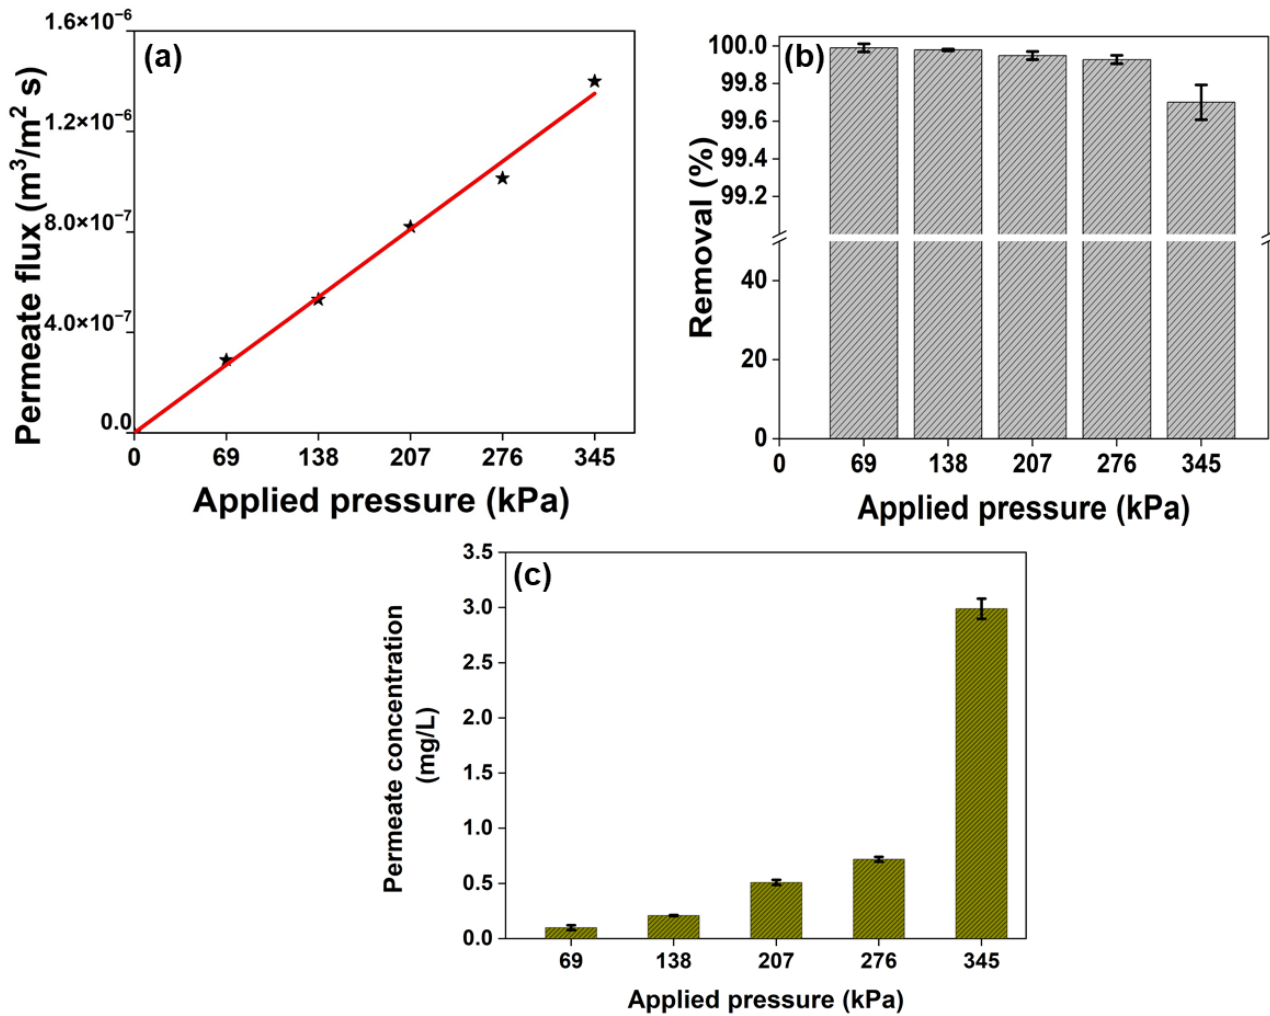 (a)
Permeate flux (m³/m² s)
1.6×10⁻⁶
1.2×10⁻⁶
8.0×10⁻⁷
4.0×10⁻⁷
0.0
0 69 138 207 276 345
Applied pressure (kPa)
(b)
Removal (%)
100.0
99.8
99.6
99.4
99.2
40
20
0
0 69 138 207 276 345
Applied pressure (kPa)
(c)
Permeate concentration
(mg/L)
3.5
3.0
2.5
2.0
1.5
1.0
0.5
0.0
69 138 207 276 345
Applied pressure (kPa)